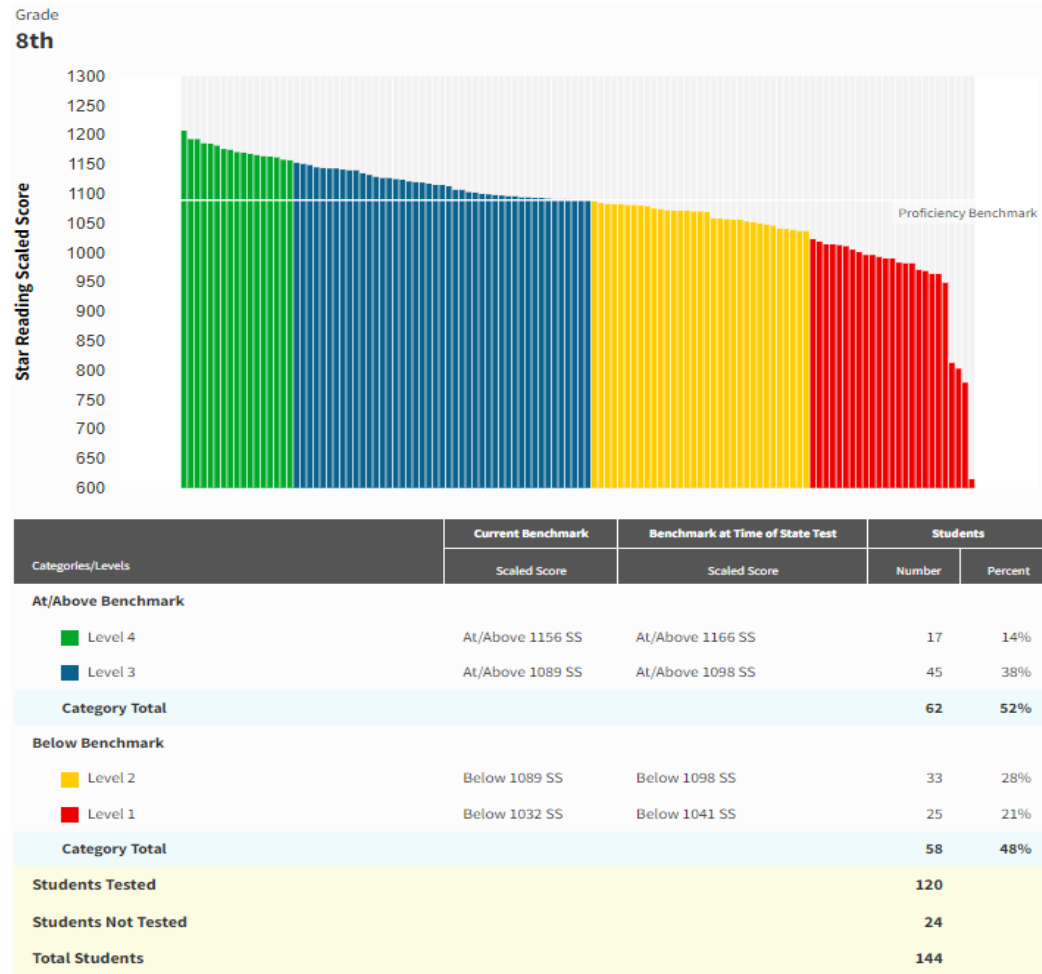 Grade
8th
1300
1250
1200
1150
1100
1050
1000
950
900
850
800
750
700
650
600
Star Reading Scaled Score
Proficiency Benchmark
Current Benchmark Benchmark at Time of State Test Students
Categories/Levels Scaled Score Scaled Score Number Percent
At/Above Benchmark
Level 4 At/Above 1156 SS At/Above 1166 SS 17 14%
Level 3 At/Above 1089 SS At/Above 1098 SS 45 38%
Category Total 62 52%
Below Benchmark
Level 2 Below 1089 SS Below 1098 SS 33 28%
Level 1 Below 1032 SS Below 1041 SS 25 21%
Category Total 58 48%
Students Tested 120
Students Not Tested 24
Total Students 144